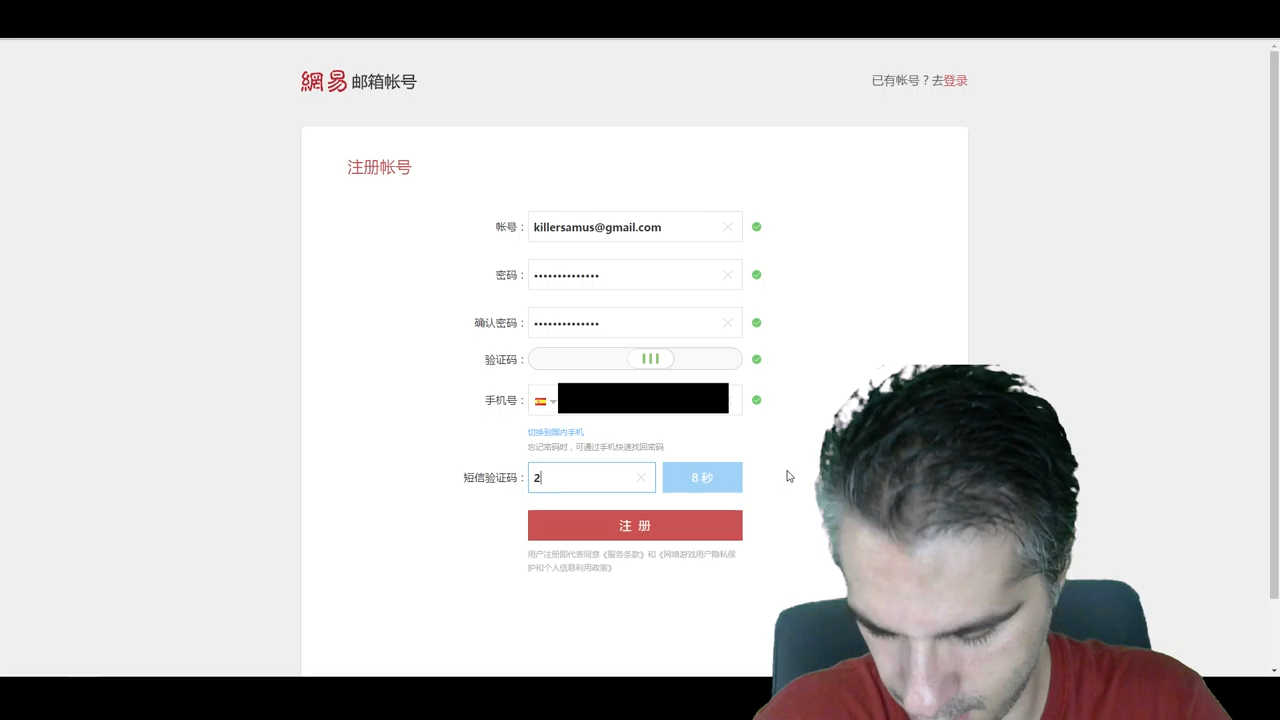 網易 邮箱帐号
已有帐号？去登录
注册帐号
帐号：killersamus@gmail.com
密码：••••••••••••••
确认密码：••••••••••••••
验证码：
手机号：
切换到国内手机
忘记密码时，可通过手机快速找回密码
短信验证码：2 8 秒
注 册
用户注册即代表同意《服务条款》和《网络游戏用户隐私保
护和个人信息利用政策》